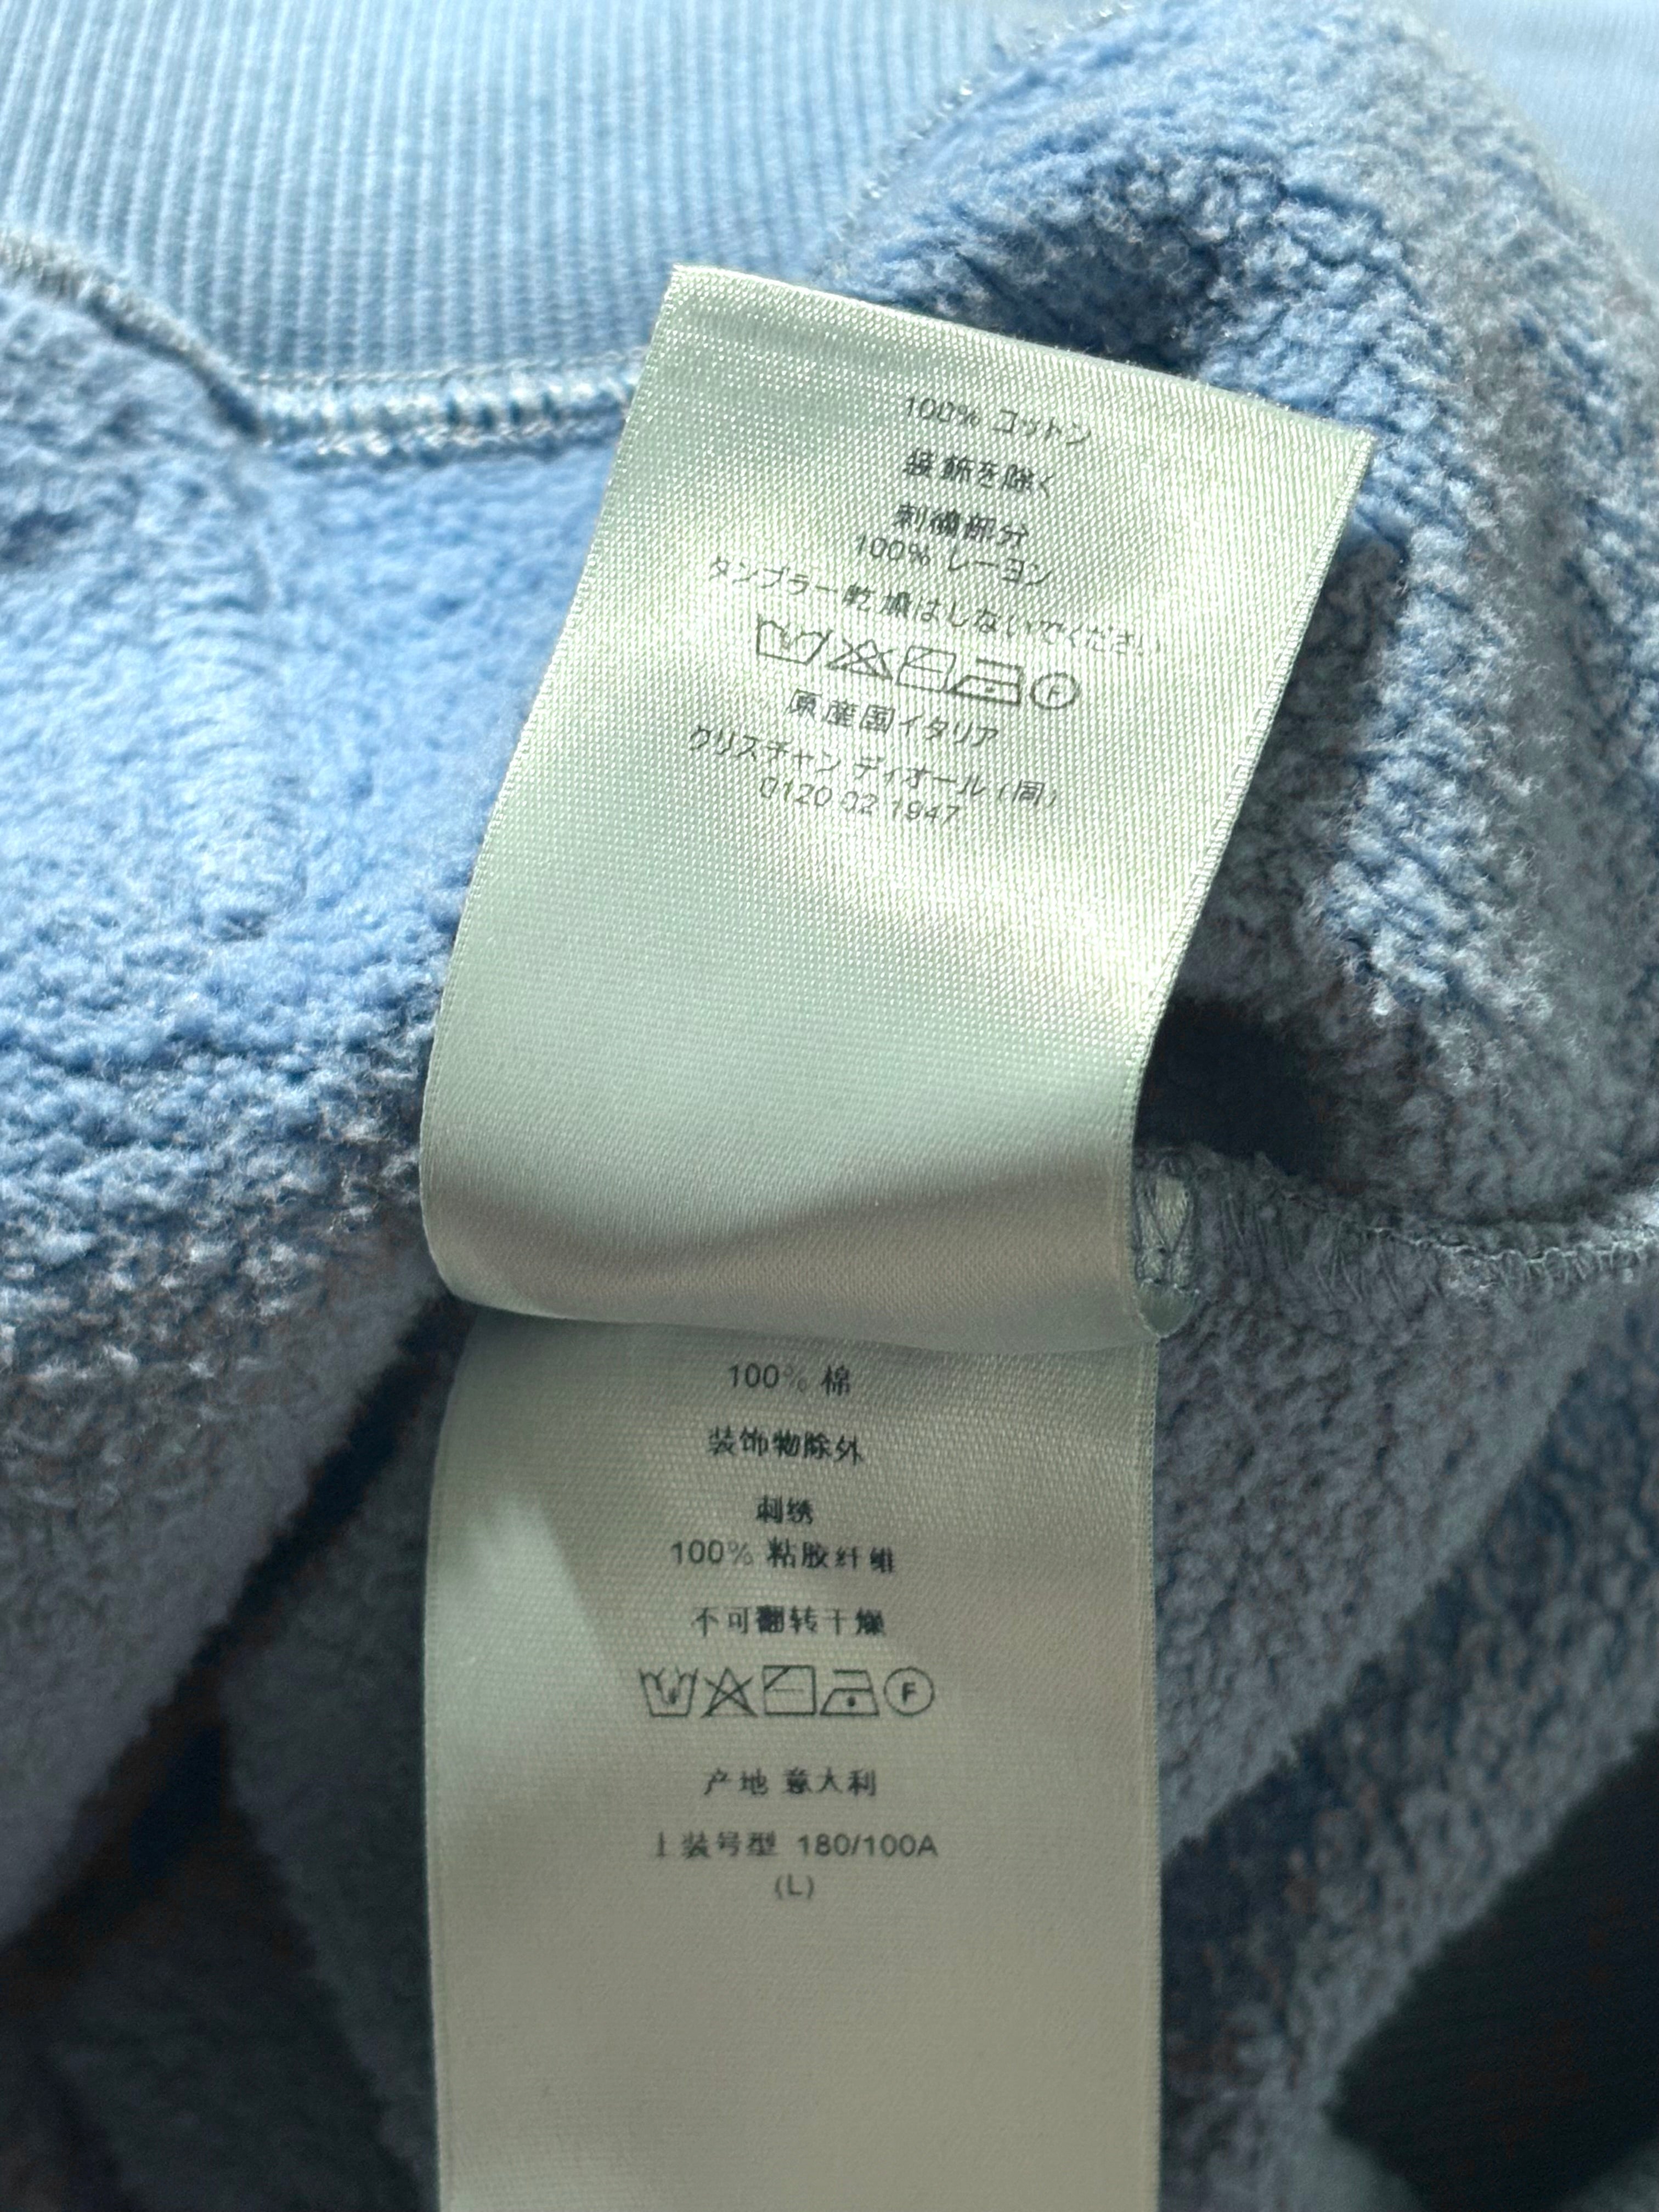 100% コットン
装飾を除く
刺繍部分
100% レーヨン
タンブラー乾燥はしないでください
F
原産国イタリア
クリスチャン ディオール (同)
0120 02 1947
100% 棉
装饰物除外
刺绣
100% 粘胶纤维
不可翻转干燥
F
产地 意大利
上装号型 180/100A
(L)